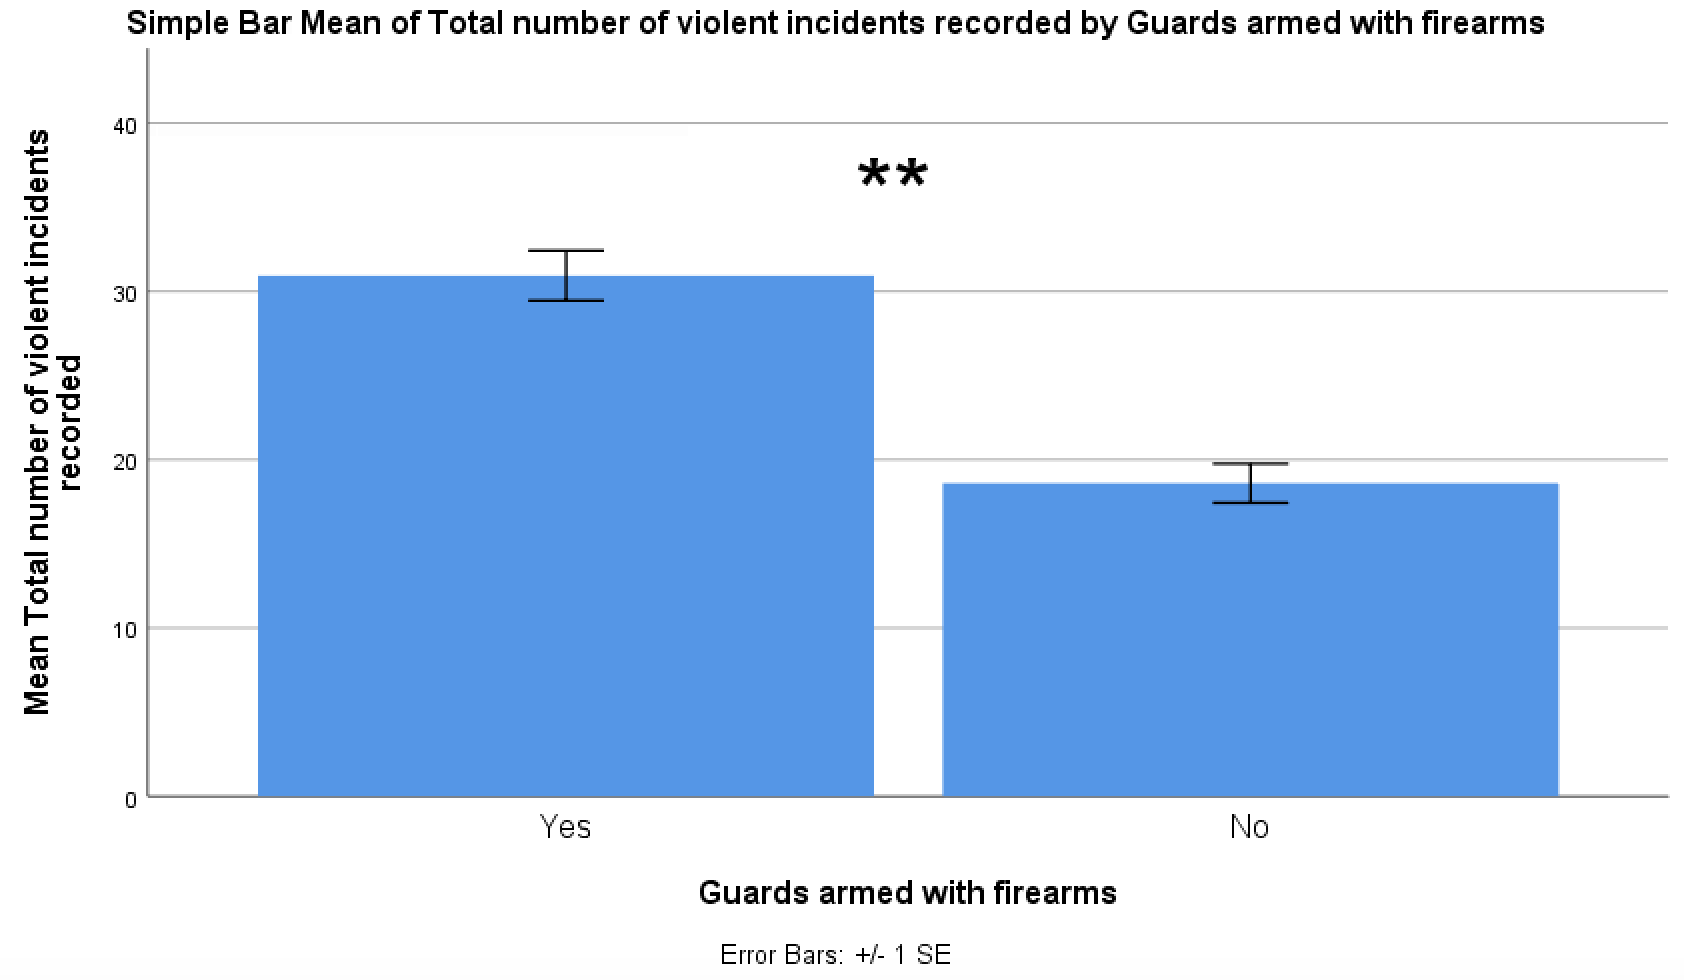 Simple Bar Mean of Total number of violent incidents recorded by Guards armed with firearms
Mean Total number of violent incidents
recorded
40
30
20
10
0
**
Yes
No
Guards armed with firearms
Error Bars: +/- 1 SE